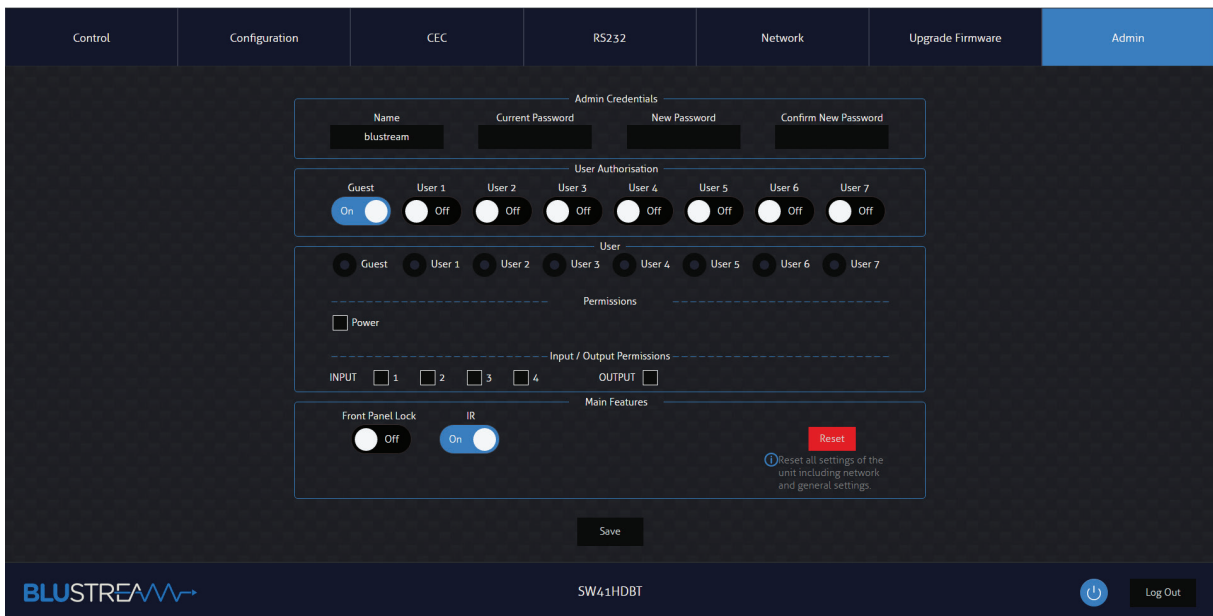 Control Configuration CEC RS232 Network Upgrade Firmware Admin
Admin Credentials
Name Current Password New Password Confirm New Password
blustream
User Authorisation
Guest User 1 User 2 User 3 User 4 User 5 User 6 User 7
On Off Off Off Off Off Off Off
User
Guest User 1 User 2 User 3 User 4 User 5 User 6 User 7
Permissions
Power
Input / Output Permissions
INPUT 1 2 3 4 OUTPUT
Main Features
Front Panel Lock IR
Off On Reset
Reset all settings of the
unit including network
and general settings.
Save
BLUSTREAM SW41HDBT Log Out